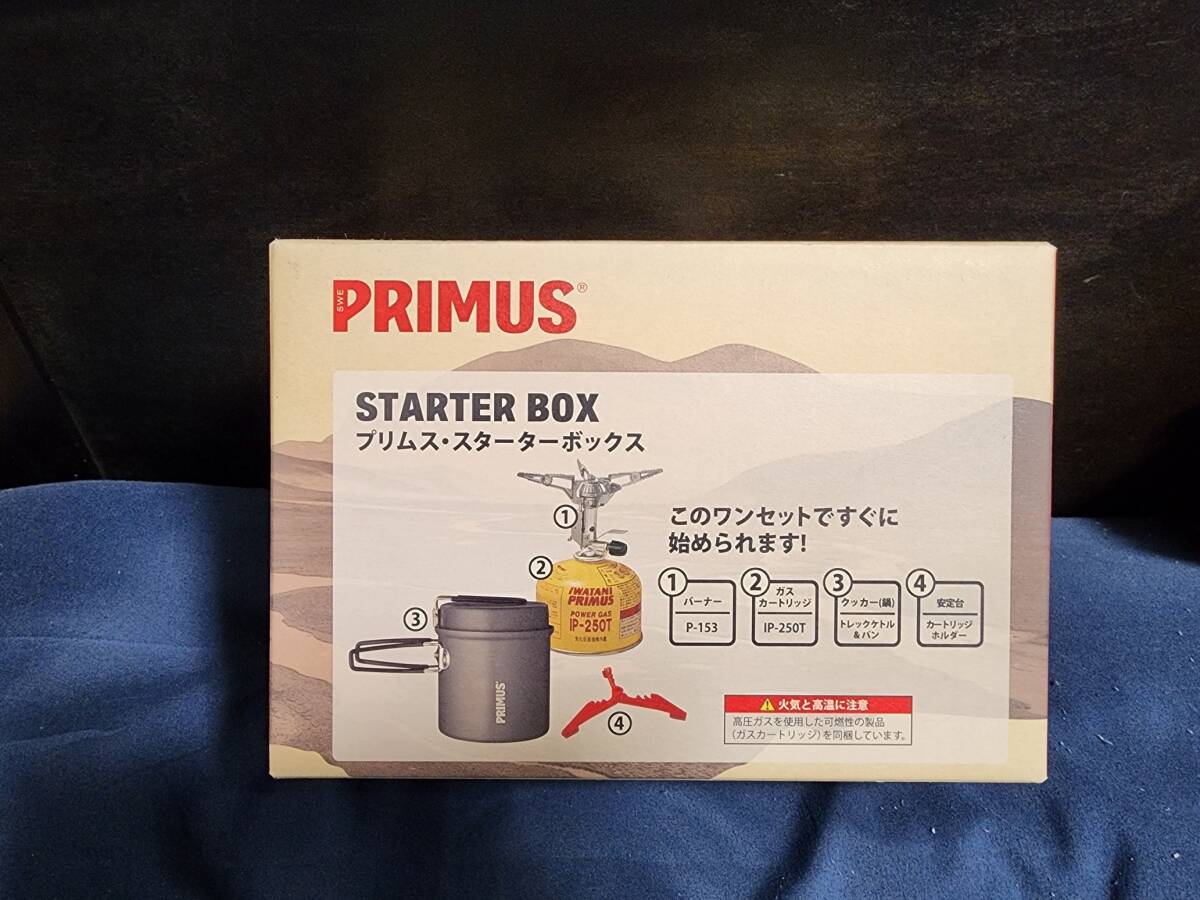 SWE
PRIMUS®
STARTER BOX
プリムス・スターターボックス
①
②
③
④
IWATANI
PRIMUS
POWER GAS
IP-250T
PRIMUS
このワンセットですぐに
始められます!
①
バーナー
P-153
②
ガス
カートリッジ
IP-250T
③
クッカー(鍋)
トレックケトル
&パン
④
安定台
カートリッジ
ホルダー
火気と高温に注意
高圧ガスを使用した可燃性の製品
(ガスカートリッジ)を同梱しています。